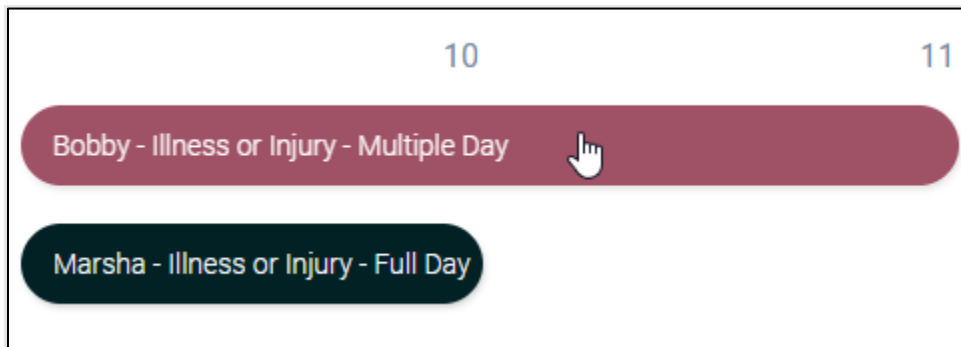 10 11
Bobby - Illness or Injury - Multiple Day
Marsha - Illness or Injury - Full Day